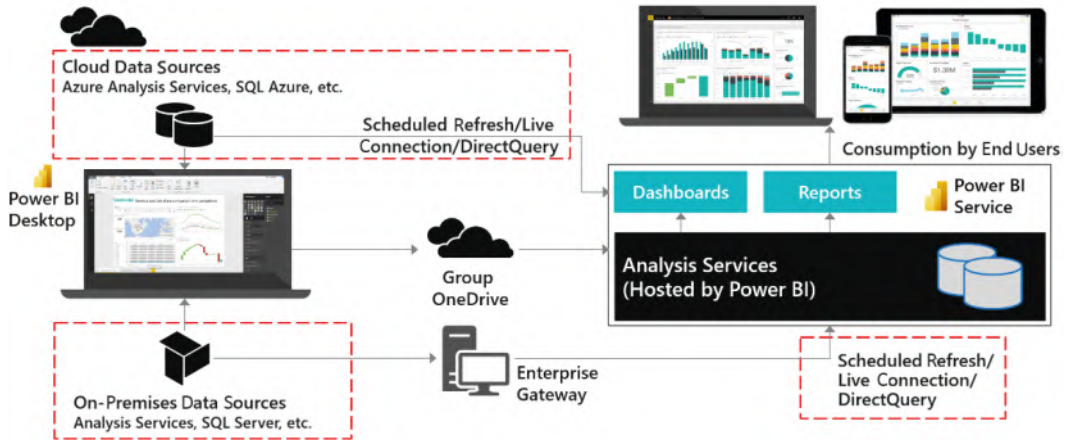 Cloud Data Sources
Azure Analysis Services, SQL Azure, etc.
Scheduled Refresh/Live
Connection/DirectQuery
Consumption by End Users
Power BI
Desktop
Dashboards
Reports
Power BI
Service
Group
OneDrive
Analysis Services
(Hosted by Power BI)
Enterprise
Gateway
Scheduled Refresh/
Live Connection/
DirectQuery
On-Premises Data Sources
Analysis Services, SQL Server, etc.